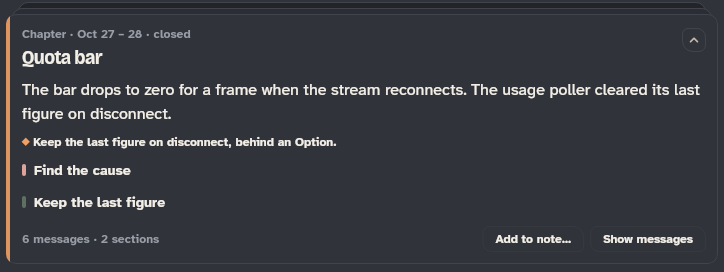 Chapter · Oct 27 – 28 · closed
Quota bar
The bar drops to zero for a frame when the stream reconnects. The usage poller cleared its last
figure on disconnect.
Keep the last figure on disconnect, behind an Option.
Find the cause
Keep the last figure
6 messages · 2 sections
Add to note...
Show messages